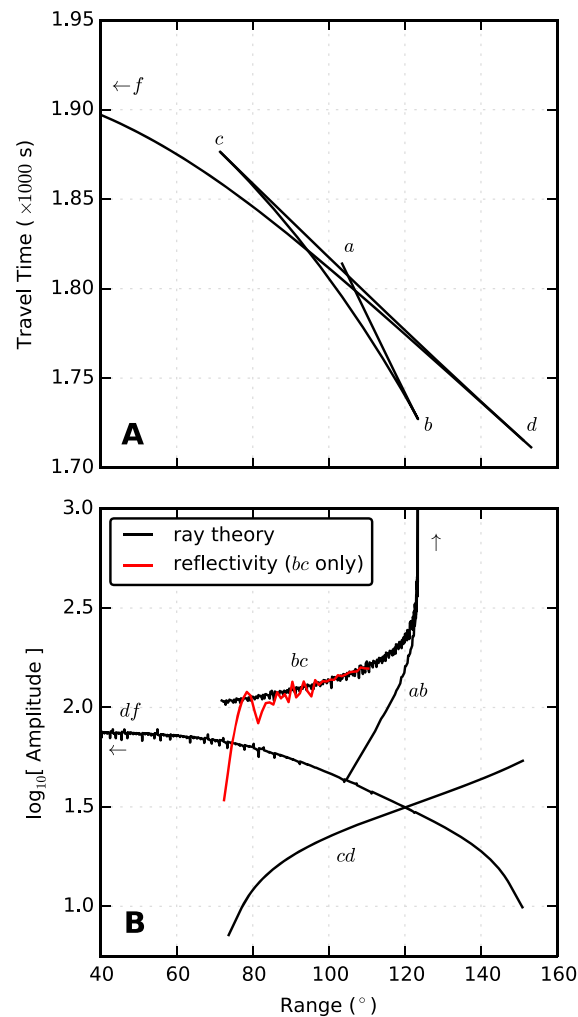 1.95
←f
1.90
c
1.85
a
1.80
1.75
b
d
A
1.70
Travel Time ( ×1000 s)
3.0
ray theory
reflectivity (bc only)
↑
2.5
bc
ab
df
2.0
←
1.5
cd
1.0
B
log₁₀[ Amplitude ]
40 60 80 100 120 140 160
Range (°)